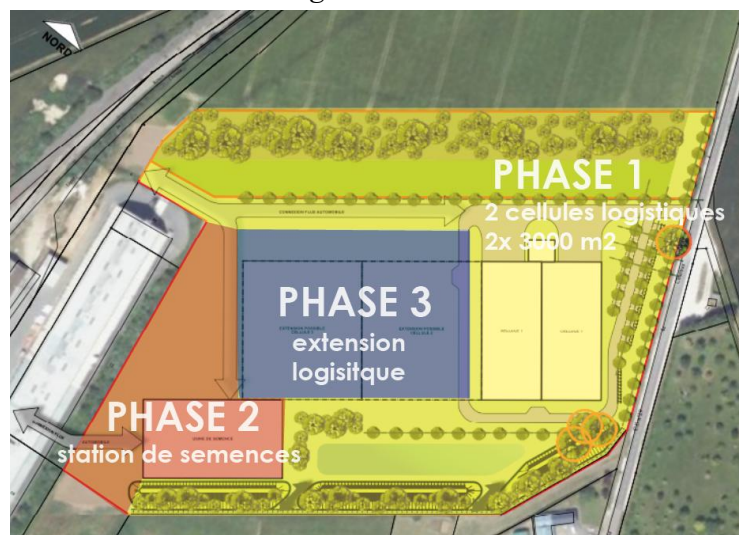 NORD
PHASE 1
2 cellules logistiques
2x 3000 m2
PHASE 3
extension
logisitque
PHASE 2
station de semences